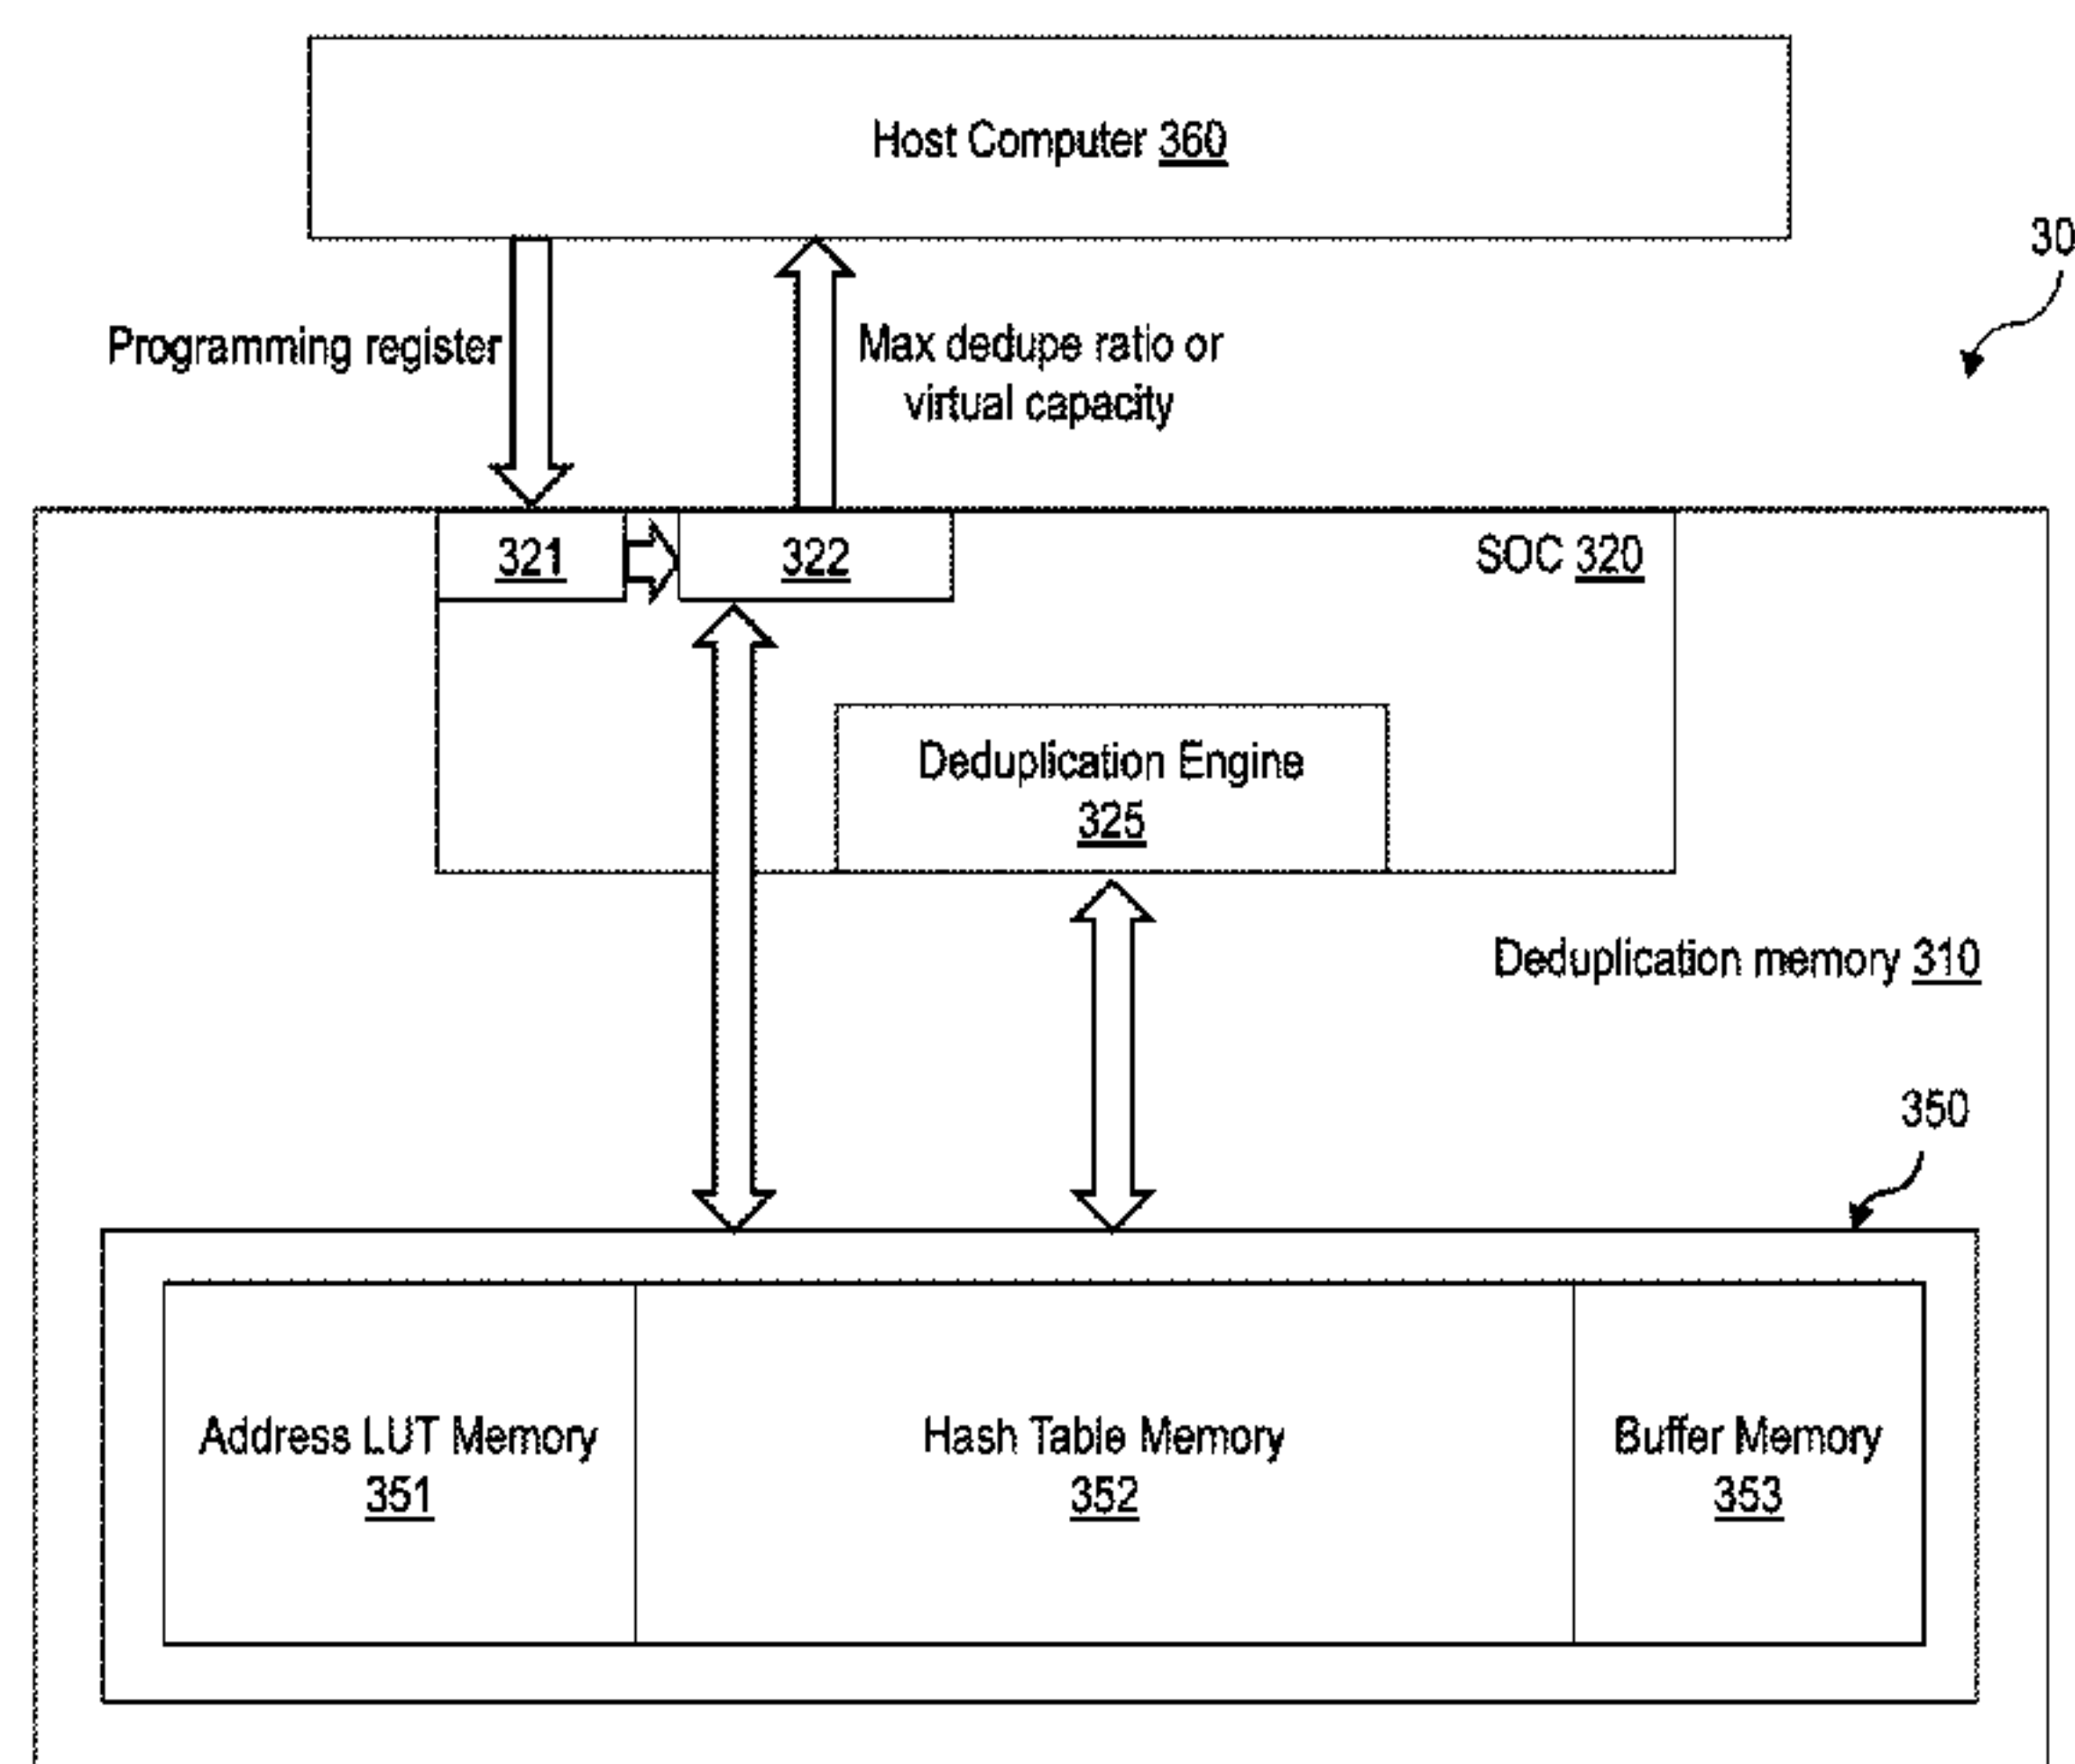 Host Computer 360
30
Programming register
Max dedupe ratio or
virtual capacity
321
322
SOC 320
Deduplication Engine
325
Deduplication memory 310
350
Address LUT Memory
351
Hash Table Memory
352
Buffer Memory
353